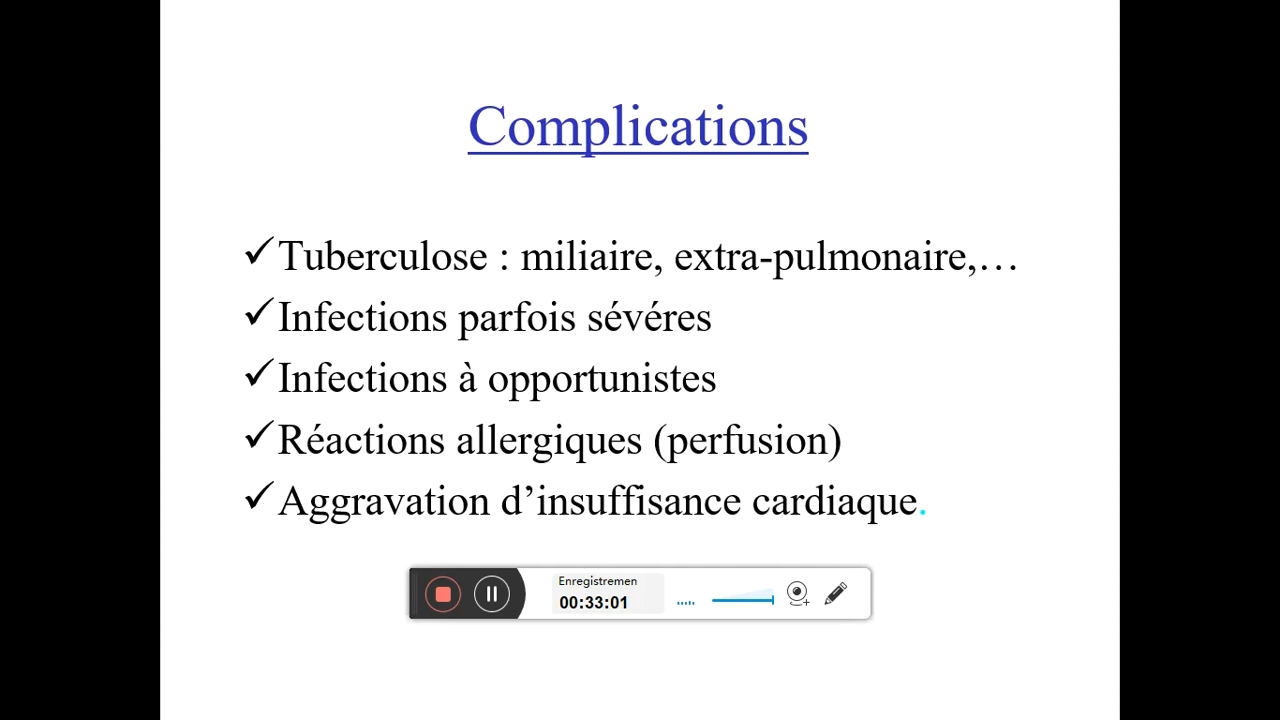 Complications
✓Tuberculose : miliaire, extra-pulmonaire,…
✓Infections parfois sévéres
✓Infections à opportunistes
✓Réactions allergiques (perfusion)
✓Aggravation d’insuffisance cardiaque.
Enregistremen
00:33:01